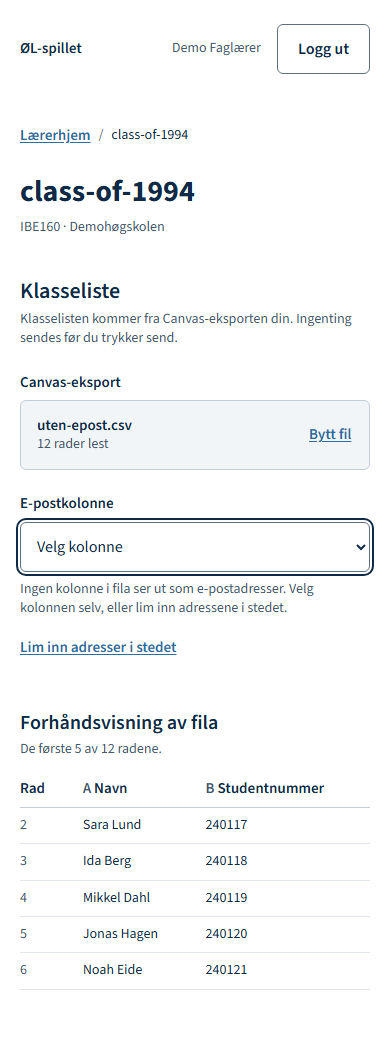 ØL-spillet
Demo Faglærer
Logg ut
Lærerhjem / class-of-1994
class-of-1994
IBE160 · Demohøgskolen
Klasseliste
Klasselisten kommer fra Canvas-eksporten din. Ingenting
sendes før du trykker send.
Canvas-eksport
uten-epost.csv
12 rader lest
Bytt fil
E-postkolonne
Velg kolonne
Ingen kolonne i fila ser ut som e-postadresser. Velg
kolonnen selv, eller lim inn adressene i stedet.
Lim inn adresser i stedet
Forhåndsvisning av fila
De første 5 av 12 radene.
Rad A Navn B Studentnummer
2 Sara Lund 240117
3 Ida Berg 240118
4 Mikkel Dahl 240119
5 Jonas Hagen 240120
6 Noah Eide 240121